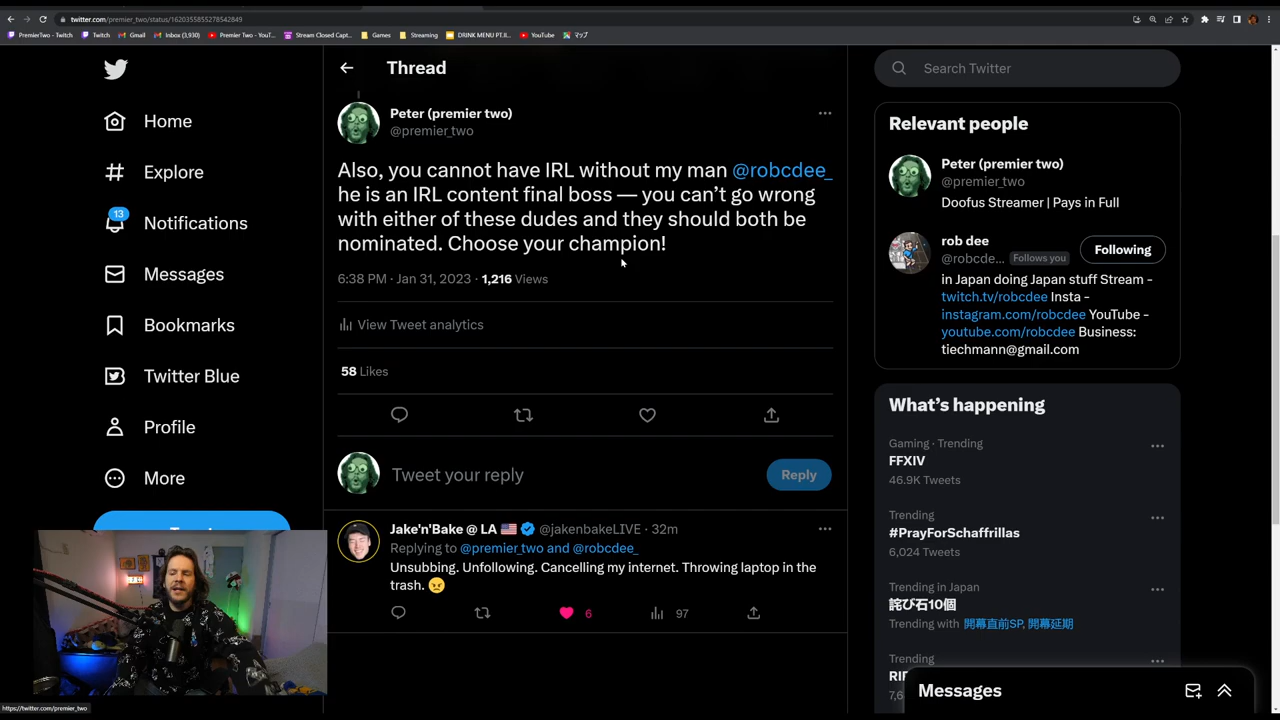 twitter.com/premier_two/status/1620355855278542849
PremierTwo - Twitch
Twitch
Gmail
Inbox (3,930)
Premier Two - YouT...
Stream Closed Capt...
Games
Streaming
DRINK MENU PT.II...
YouTube
マップ
Home
Explore
13
Notifications
Messages
Bookmarks
Twitter Blue
Profile
More
Thread
Peter (premier two)
@premier_two
Also, you cannot have IRL without my man @robcdee_
he is an IRL content final boss — you can't go wrong
with either of these dudes and they should both be
nominated. Choose your champion!
6:38 PM · Jan 31, 2023 · 1,216 Views
View Tweet analytics
58 Likes
Tweet your reply
Reply
Jake'n'Bake @ LA 🇺🇸 @jakenbakeLIVE · 32m
Replying to @premier_two and @robcdee_
Unsubbing. Unfollowing. Cancelling my internet. Throwing laptop in the
trash. 😠
6
97
Search Twitter
Relevant people
Peter (premier two)
@premier_two
Doofus Streamer | Pays in Full
rob dee
@robcde... Follows you
Following
in Japan doing Japan stuff Stream -
twitch.tv/robcdee Insta -
instagram.com/robcdee YouTube -
youtube.com/robcdee Business:
tiechmann@gmail.com
What's happening
Gaming · Trending
FFXIV
46.9K Tweets
Trending
#PrayForSchaffrillas
6,024 Tweets
Trending in Japan
詫び石10個
Trending with 開幕直前SP, 開幕延期
Trending
Messages
https://twitter.com/premier_two